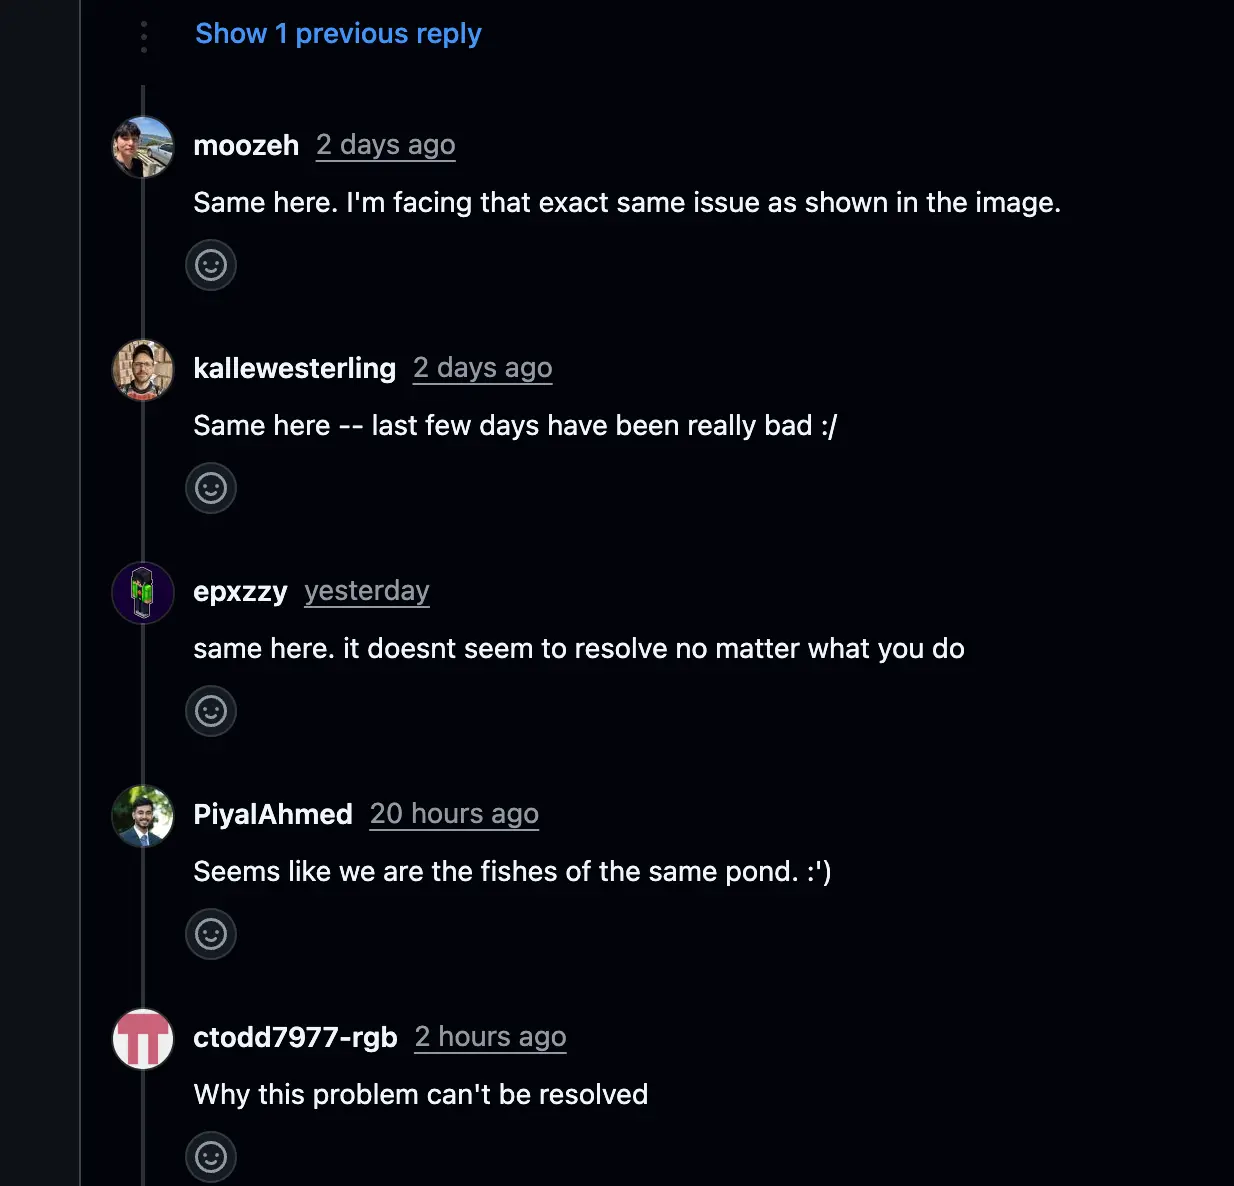 Show 1 previous reply
moozeh 2 days ago
Same here. I'm facing that exact same issue as shown in the image.
kallewesterling 2 days ago
Same here -- last few days have been really bad :/
epxzzy yesterday
same here. it doesnt seem to resolve no matter what you do
PiyalAhmed 20 hours ago
Seems like we are the fishes of the same pond. :')
ctodd7977-rgb 2 hours ago
Why this problem can't be resolved